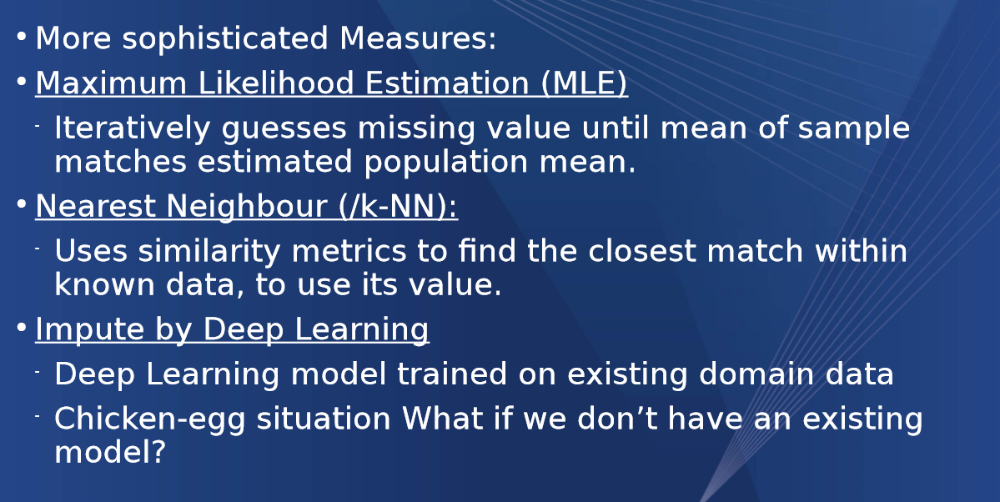 • More sophisticated Measures:
• Maximum Likelihood Estimation (MLE)
- Iteratively guesses missing value until mean of sample
matches estimated population mean.
• Nearest Neighbour (/k-NN):
- Uses similarity metrics to find the closest match within
known data, to use its value.
• Impute by Deep Learning
- Deep Learning model trained on existing domain data
- Chicken-egg situation What if we don’t have an existing
model?